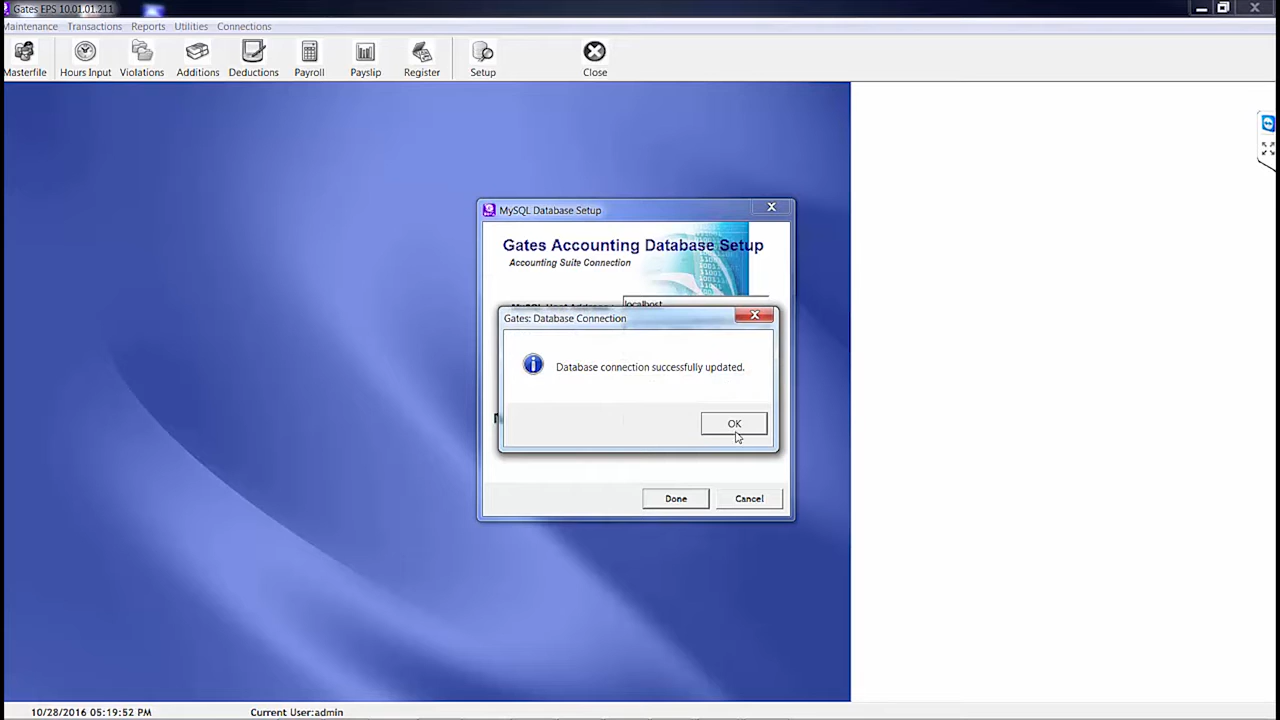 Gates EPS 10.01.01.211
Maintenance Transactions Reports Utilities Connections
Masterfile Hours Input Violations Additions Deductions Payroll Payslip Register Setup Close
MySQL Database Setup
Gates Accounting Database Setup
Accounting Suite Connection
localhost
Gates: Database Connection
Database connection successfully updated.
OK
Done Cancel
10/28/2016 05:19:52 PM Current User:admin